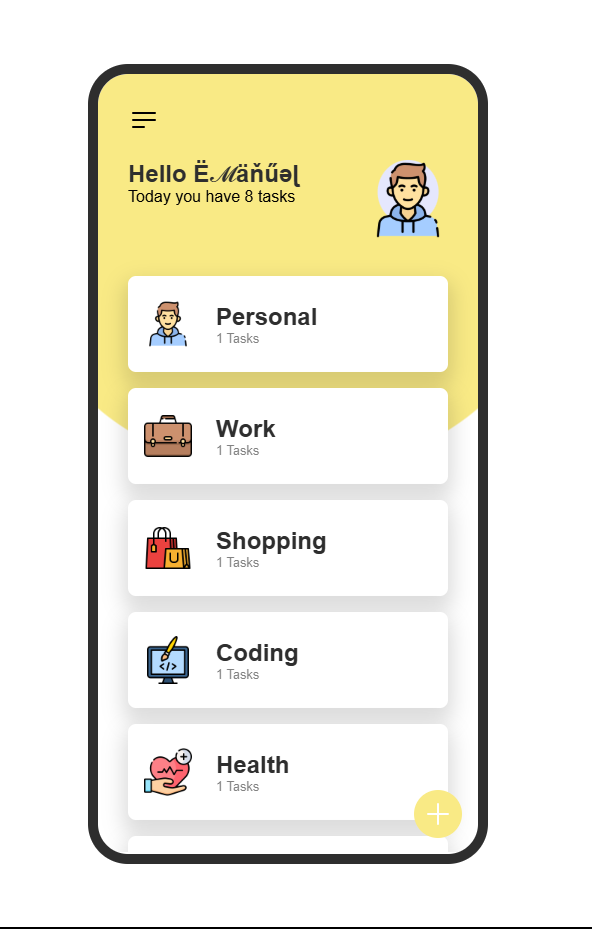 Hello Ë𝓜äňűəɭ
Today you have 8 tasks
Personal
1 Tasks
Work
1 Tasks
Shopping
1 Tasks
Coding
1 Tasks
</>
Health
1 Tasks